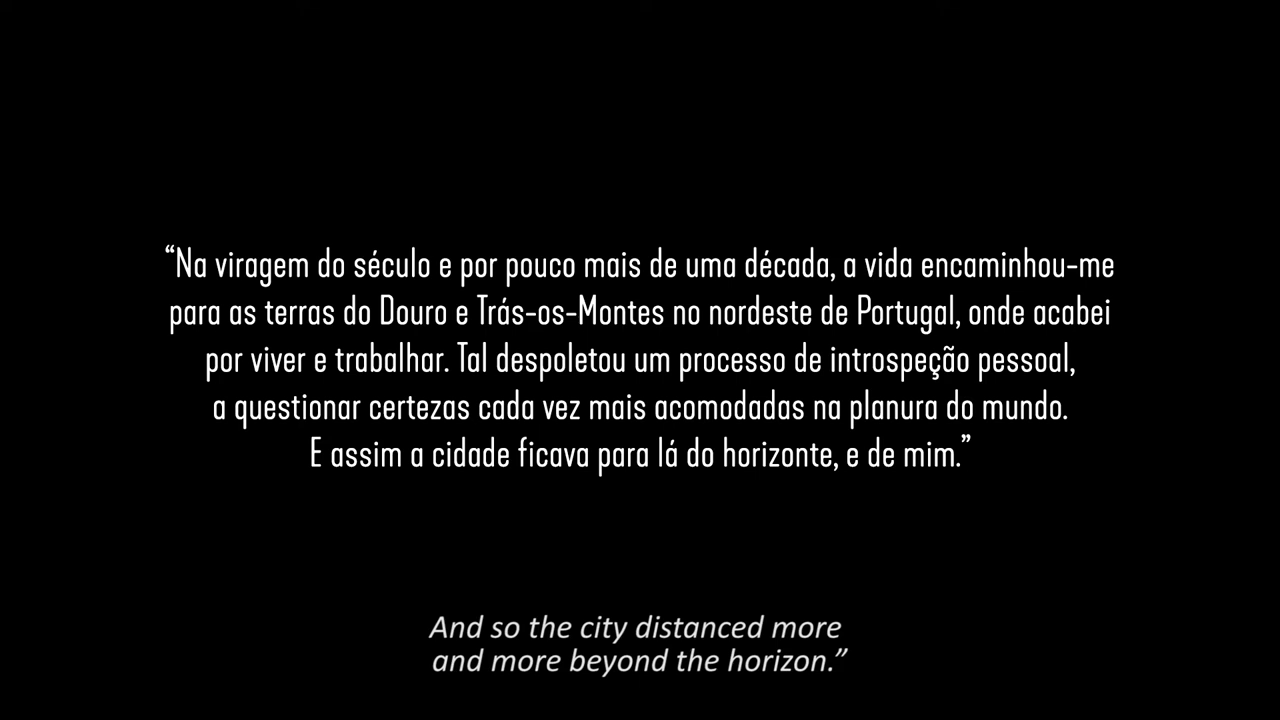 “Na viragem do século e por pouco mais de uma década, a vida encaminhou-me
para as terras do Douro e Trás-os-Montes no nordeste de Portugal, onde acabei
por viver e trabalhar. Tal despoletou um processo de introspeção pessoal,
a questionar certezas cada vez mais acomodadas na planura do mundo.
E assim a cidade ficava para lá do horizonte, e de mim.”
And so the city distanced more
and more beyond the horizon.”